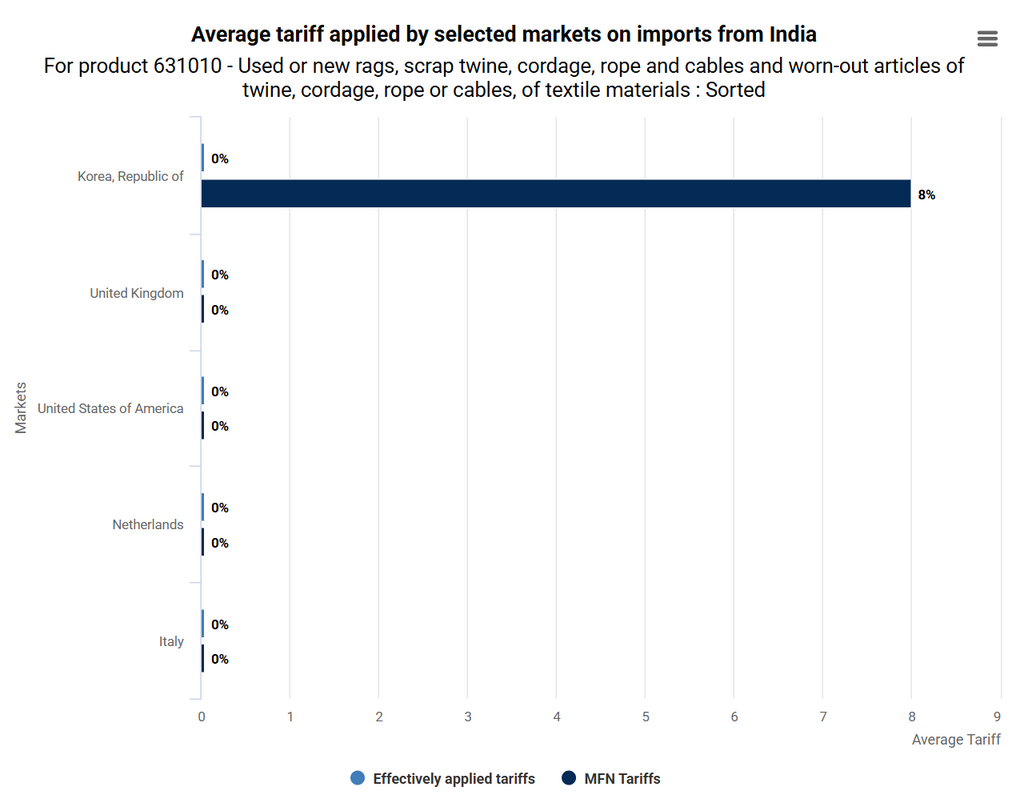 Average tariff applied by selected markets on imports from India
For product 631010 - Used or new rags, scrap twine, cordage, rope and cables and worn-out articles of
twine, cordage, rope or cables, of textile materials : Sorted
Markets
Korea, Republic of
0%
8%
United Kingdom
0%
0%
United States of America
0%
0%
Netherlands
0%
0%
Italy
0%
0%
0 1 2 3 4 5 6 7 8 9
Average Tariff
Effectively applied tariffs MFN Tariffs